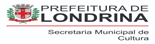 PREFEITURA DE
LONDRINA
Secretaria Municipal de
Cultura